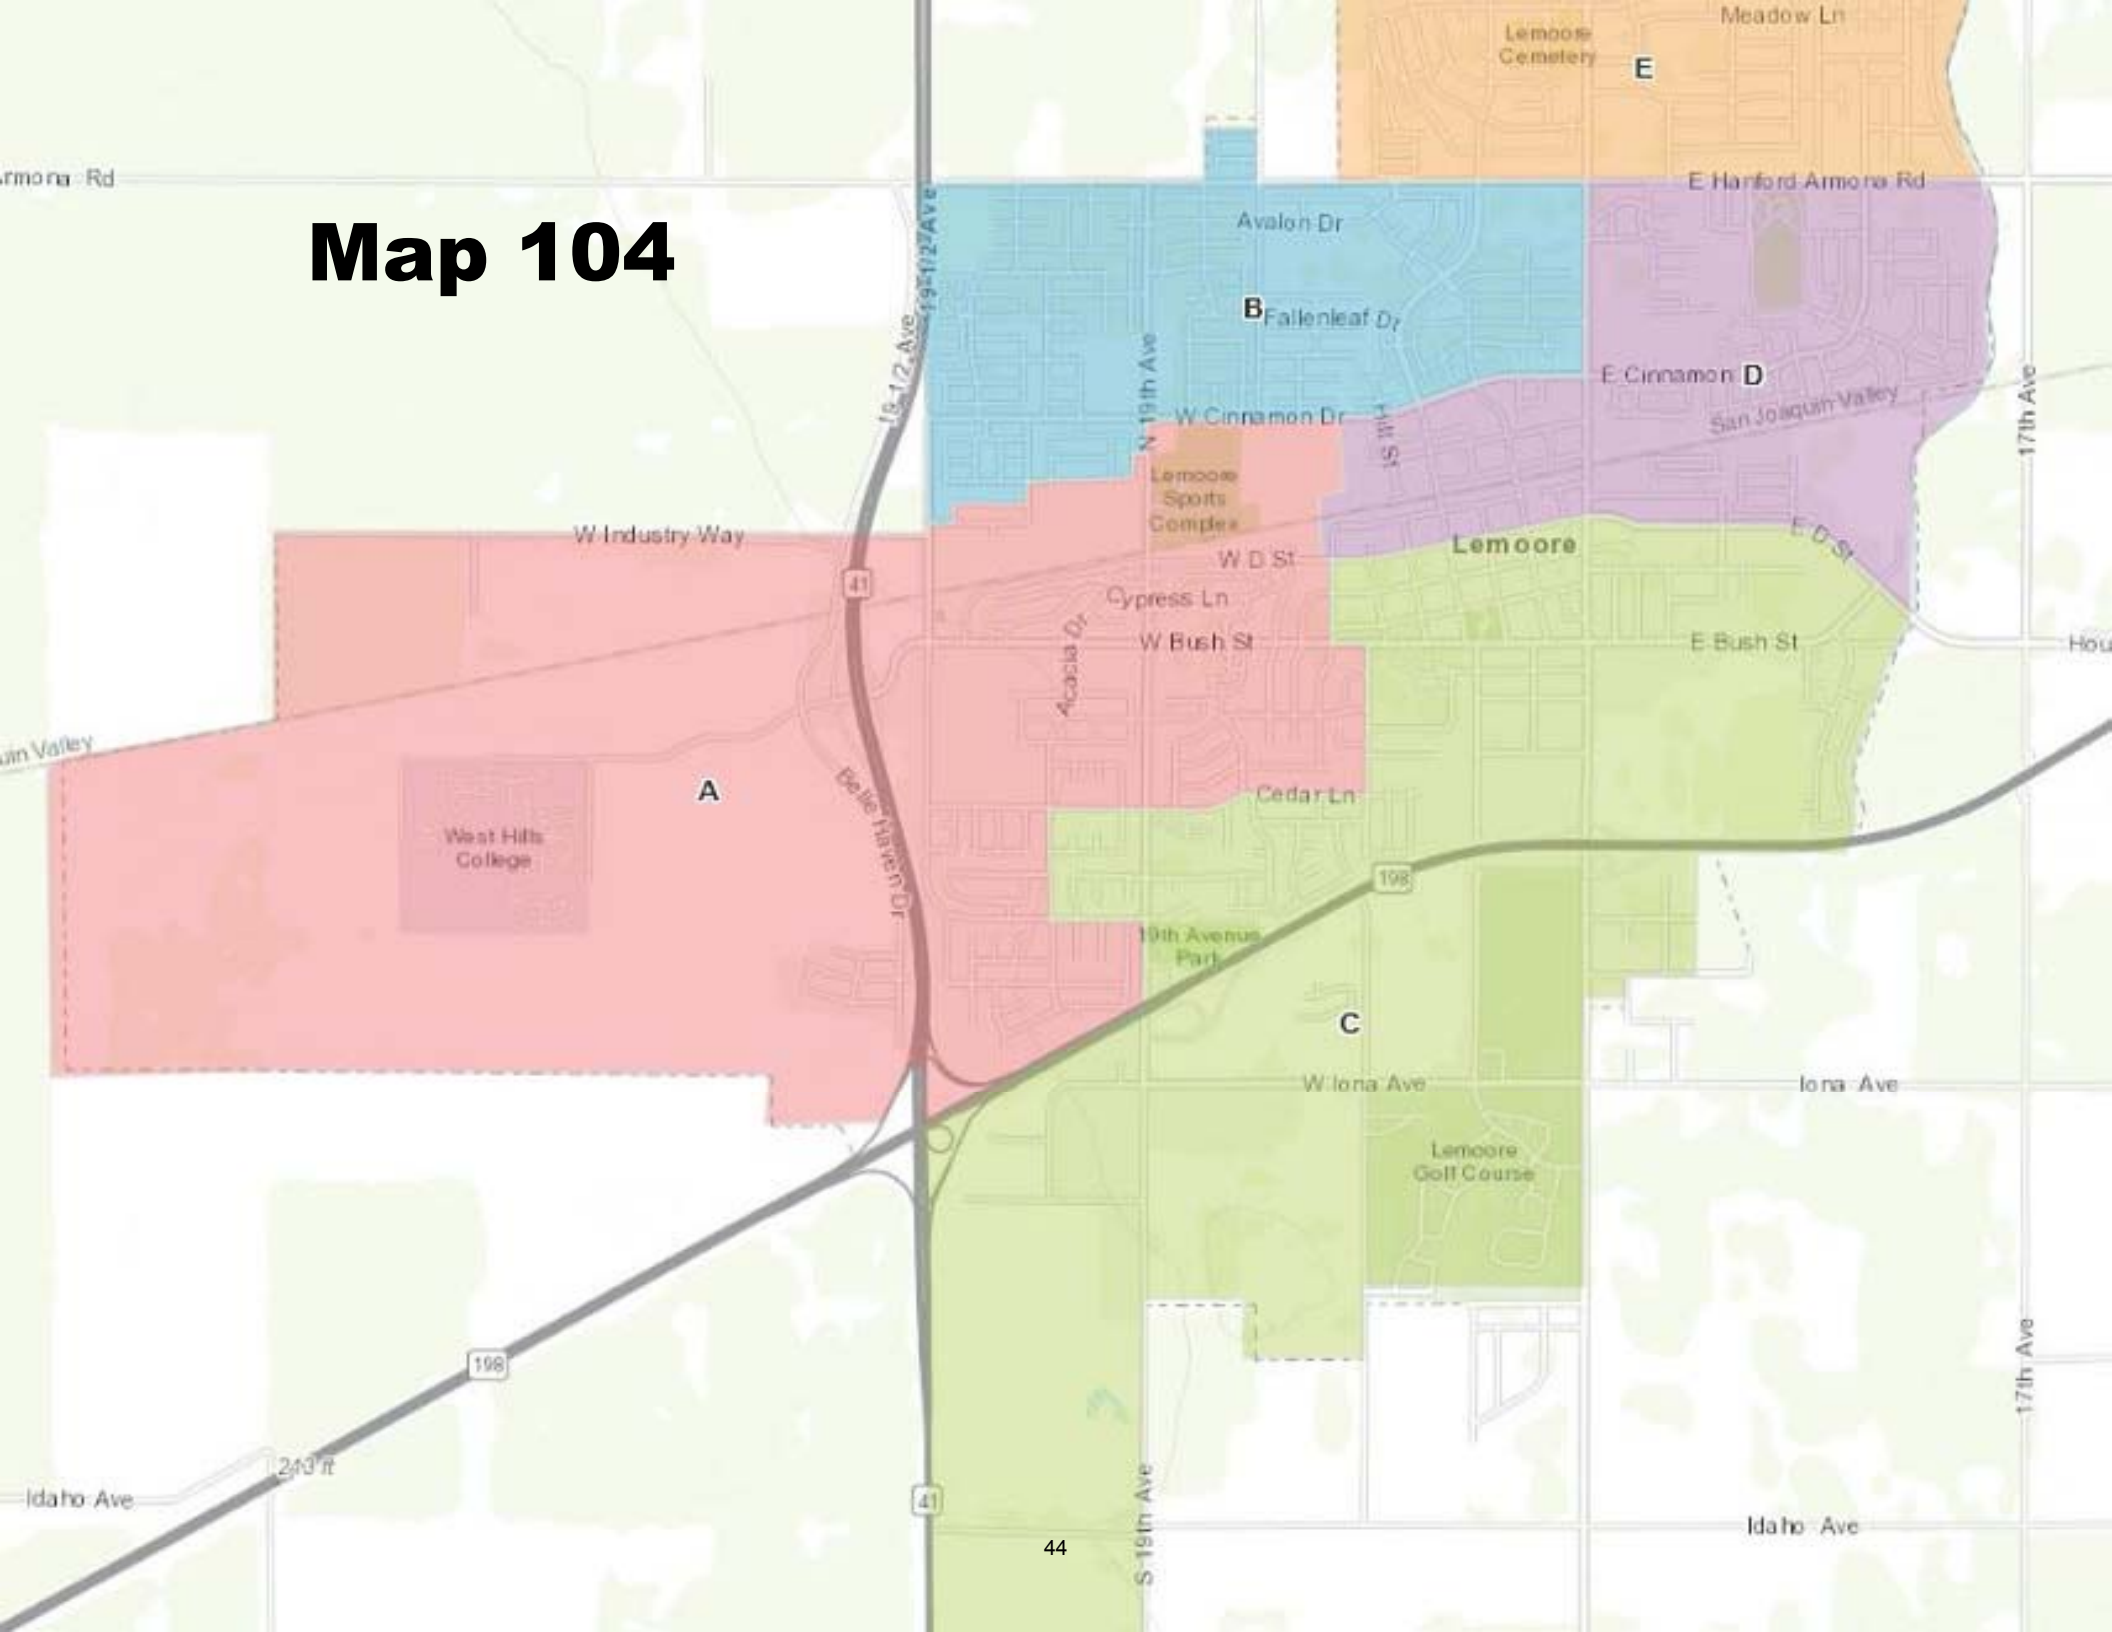 Meadow Ln
Lemoore
Cemetery
E
rmona Rd
E Hanford Armona Rd
Map 104
19-1/2 Ave
Avalon Dr
B
Fallenleaf Dr
19-1/2 Ave
N 19th Ave
E Cinnamon
D
San Joaquin Valley
17th Ave
W Cinnamon Dr
Hill St
Lemoore
Sports
Complex
W Industry Way
E D St
Lemoore
W D St
41
Cypress Ln
Acacia Dr
W Bush St
E Bush St
Hou
uin Valley
A
Belle Haven Dr
Cedar Ln
West Hills
College
198
19th Avenue
Park
C
W Iona Ave
Iona Ave
Lemoore
Golf Course
198
17th Ave
243 ft
Idaho Ave
41
S 19th Ave
Idaho Ave
44